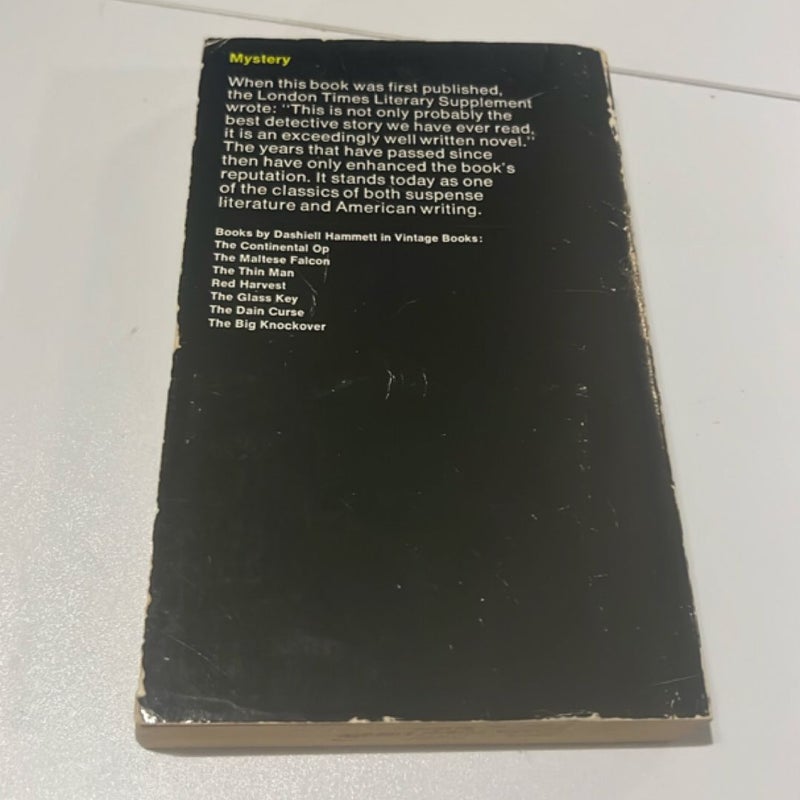 Mystery
When this book was first published,
the London Times Literary Supplement
wrote: "This is not only probably the
best detective story we have ever read,
it is an exceedingly well written novel."
The years that have passed since
then have only enhanced the book's
reputation. It stands today as one
of the classics of both suspense
literature and American writing.
Books by Dashiell Hammett in Vintage Books:
The Continental Op
The Maltese Falcon
The Thin Man
Red Harvest
The Glass Key
The Dain Curse
The Big Knockover